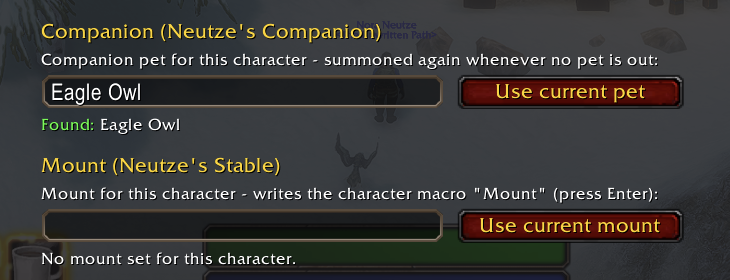 Companion (Neutze's Companion)
Companion pet for this character - summoned again whenever no pet is out:
Eagle Owl
Use current pet
Found: Eagle Owl
Mount (Neutze's Stable)
Mount for this character - writes the character macro "Mount" (press Enter):
Use current mount
No mount set for this character.